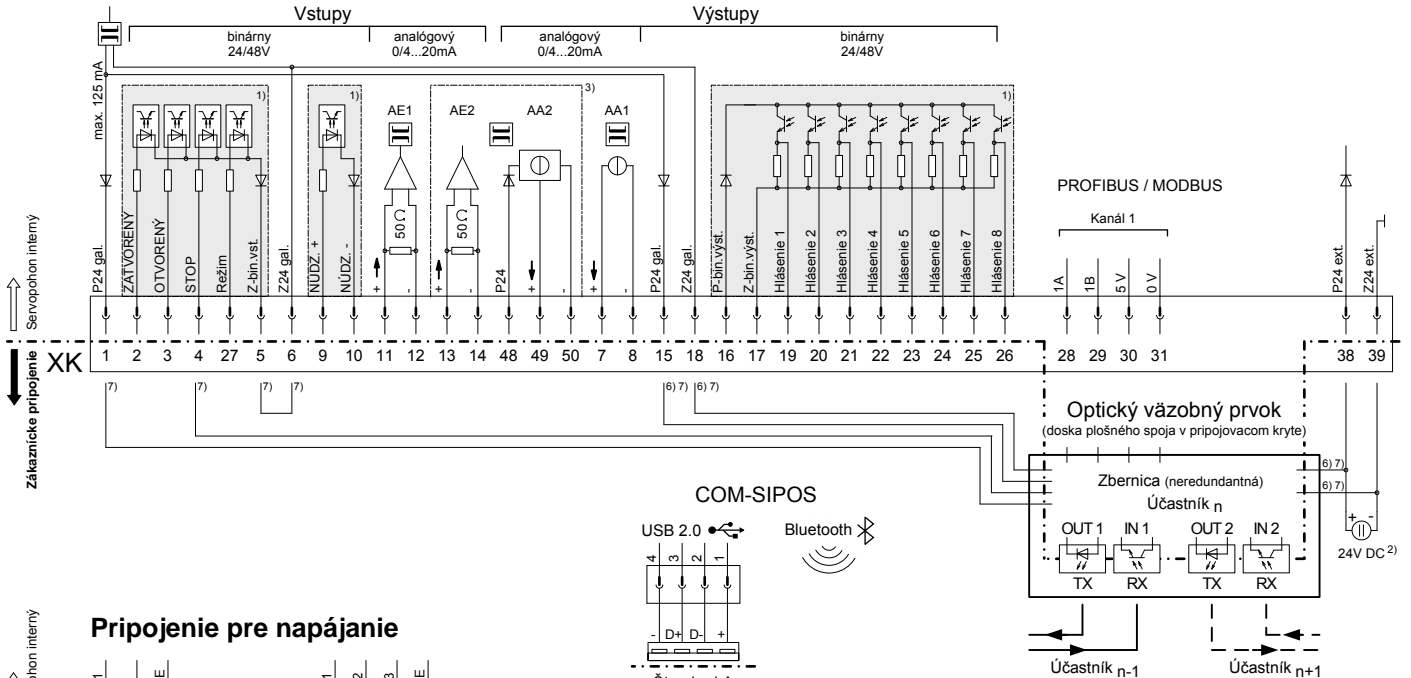 Vstupy
Výstupy
binárny
24/48V
analógový
0/4...20mA
analógový
0/4...20mA
binárny
24/48V
max. 125 mA
1)
1)
3)
1)
AE1
AE2
AA2
AA1
50Ω
50Ω
PROFIBUS / MODBUS
Kanál 1
Servopohon interný
P24 gal.
ZATVORENÝ
OTVORENÝ
STOP
Režim
Z-bin.vst.
Z24 gal.
NÚDZ. +
NÚDZ. -
+
-
+
-
P24
+
-
+
-
P24 gal.
Z24 gal.
P-bin.výst.
Z-bin.výst.
Hlásenie 1
Hlásenie 2
Hlásenie 3
Hlásenie 4
Hlásenie 5
Hlásenie 6
Hlásenie 7
Hlásenie 8
1A
1B
5 V
0 V
P24 ext.
Z24 ext.
XK
1 2 3 4 27 5 6 9 10 11 12 13 14 48 49 50 7 8 15 18 16 17 19 20 21 22 23 24 25 26 28 29 30 31 38 39
Zákaznícke pripojenie
7) 7) 7) 7) 6) 7) 6) 7)
Optický väzobný prvok
(doska plošného spoja v pripojovacom kryte)
Zbernica (neredundantná)
Účastník n
6) 7)
6) 7)
OUT 1 IN 1 OUT 2 IN 2
TX RX TX RX
+ -
24V DC 2)
Účastník n-1
Účastník n+1
COM-SIPOS
USB 2.0
Bluetooth
4 3 2 1
- D+ D- +
Pripojenie pre napájanie